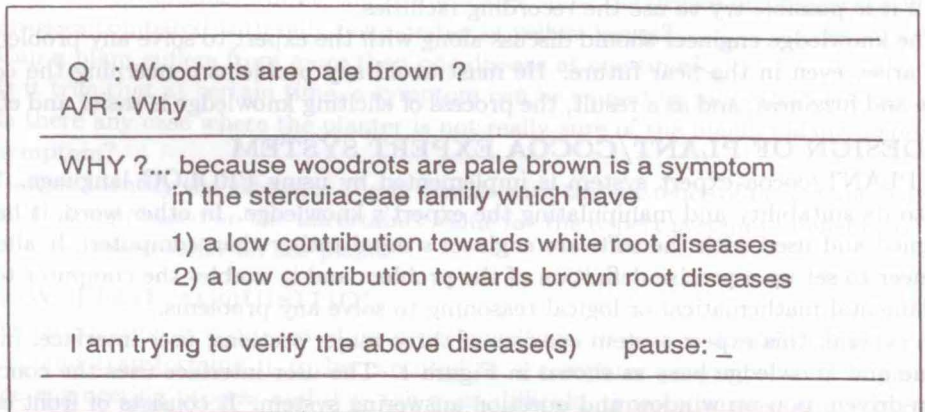 Q/A : Woodrots are pale brown ?
A/R : Why
WHY ?... because woodrots are pale brown is a symptom
in the stercuiaceae family which have
1) a low contribution towards white root diseases
2) a low contribution towards brown root diseases
I am trying to verify the above disease(s) pause: _